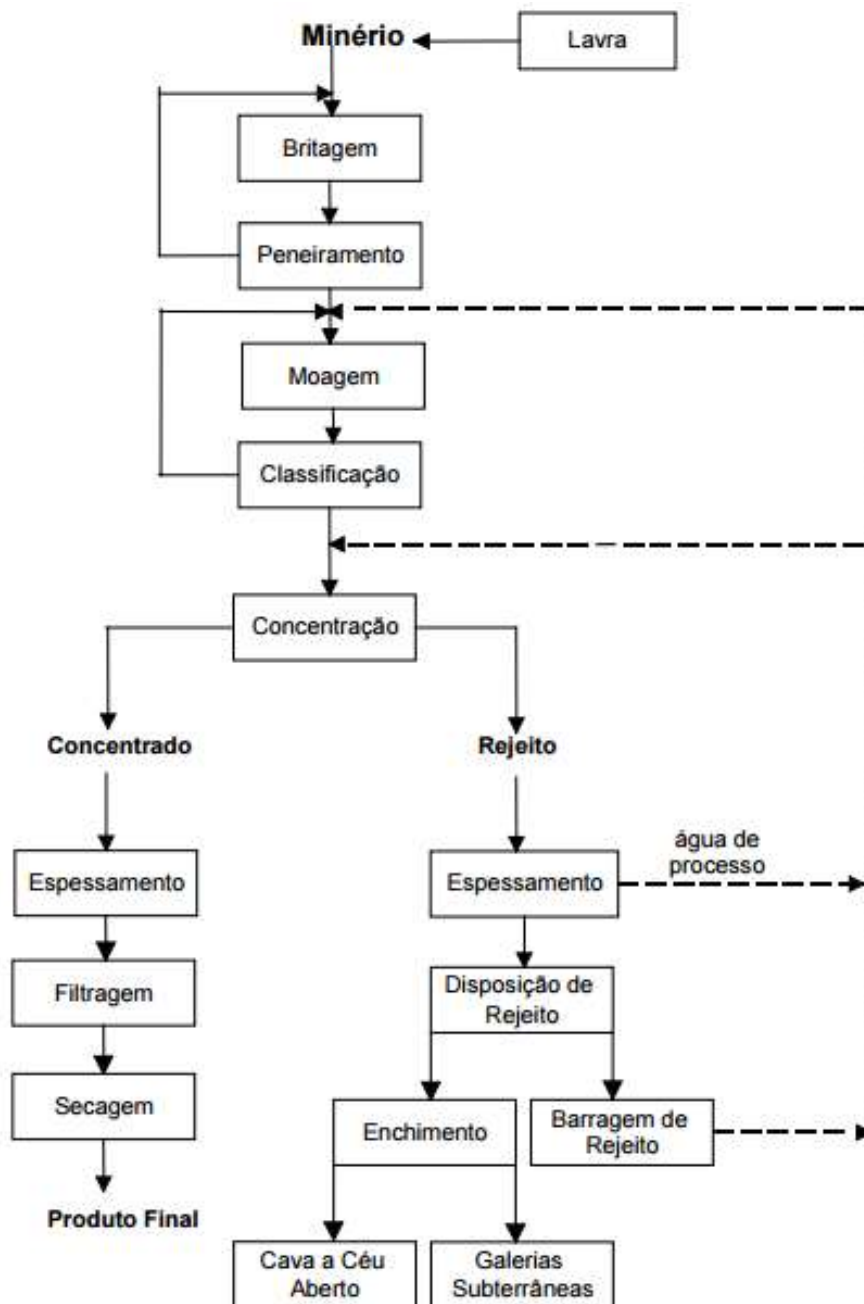 Minério
Lavra
Britagem
Peneiramento
Moagem
Classificação
Concentração
Concentrado
Rejeito
Espessamento
Espessamento
água de
processo
Filtragem
Disposição de
Rejeito
Secagem
Enchimento
Barragem de
Rejeito
Produto Final
Cava a Céu
Aberto
Galerias
Subterrâneas